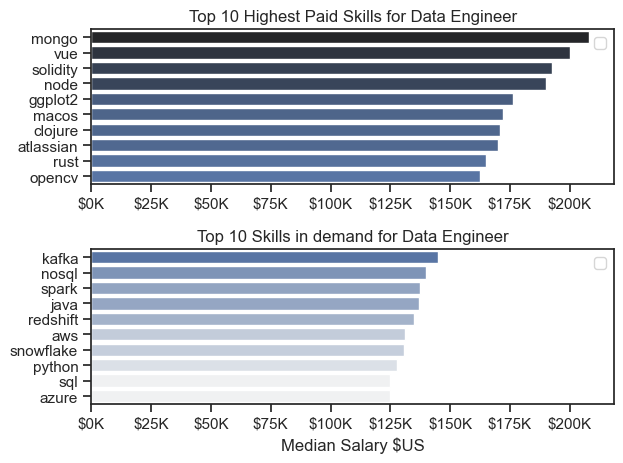 Top 10 Highest Paid Skills for Data Engineer
mongo
vue
solidity
node
ggplot2
macos
clojure
atlassian
rust
opencv
$0K $25K $50K $75K $100K $125K $150K $175K $200K
Top 10 Skills in demand for Data Engineer
kafka
nosql
spark
java
redshift
aws
snowflake
python
sql
azure
$0K $25K $50K $75K $100K $125K $150K $175K $200K
Median Salary $US